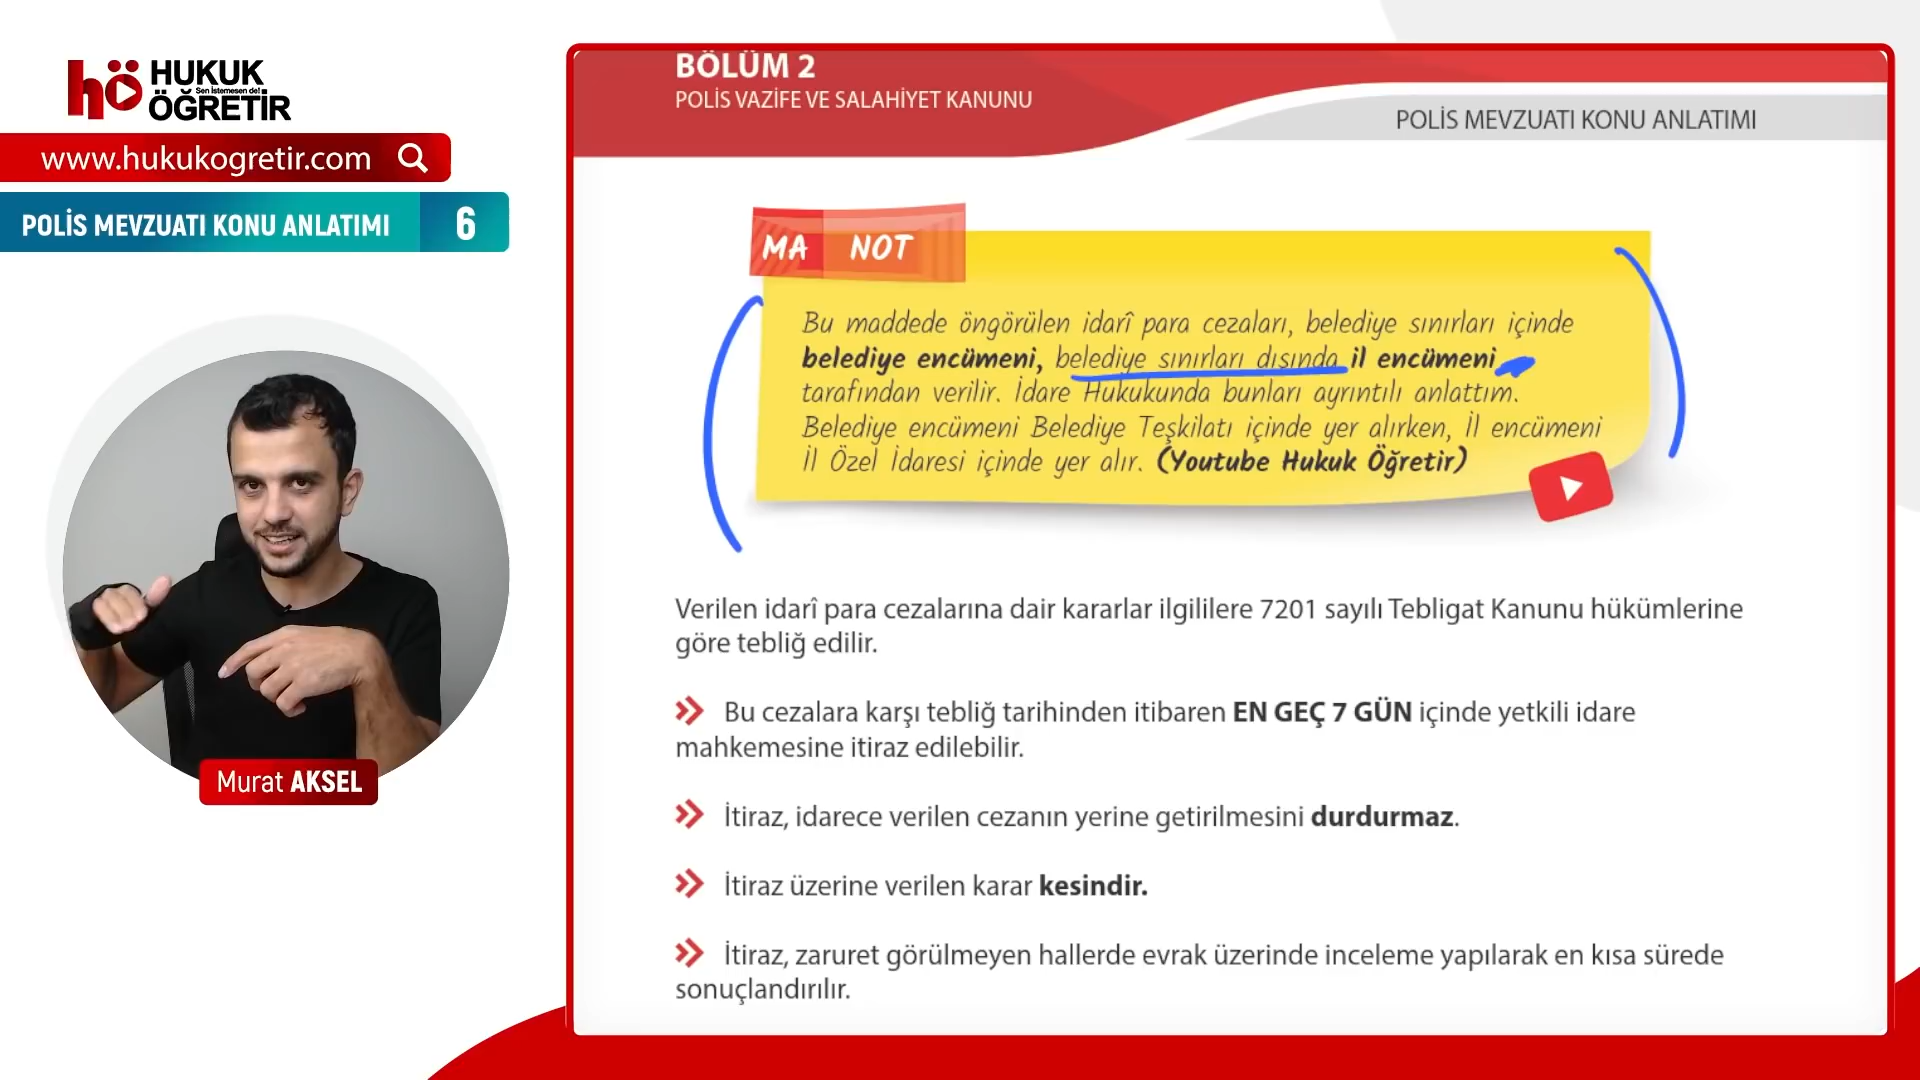 hö HUKUK
Sen İstemesen de!
ÖĞRETİR
www.hukukogretir.com
POLİS MEVZUATI KONU ANLATIMI 6
Murat AKSEL
BÖLÜM 2
POLİS VAZİFE VE SALAHİYET KANUNU
POLİS MEVZUATI KONU ANLATIMI
MA NOT
Bu maddede öngörülen idarî para cezaları, belediye sınırları içinde
belediye encümeni, belediye sınırları dışında il encümeni
tarafından verilir. İdare Hukukunda bunları ayrıntılı anlattım.
Belediye encümeni Belediye Teşkilatı içinde yer alırken, İl encümeni
İl Özel İdaresi içinde yer alır. (Youtube Hukuk Öğretir)
Verilen idarî para cezalarına dair kararlar ilgililere 7201 sayılı Tebligat Kanunu hükümlerine
göre tebliğ edilir.
Bu cezalara karşı tebliğ tarihinden itibaren EN GEÇ 7 GÜN içinde yetkili idare
mahkemesine itiraz edilebilir.
İtiraz, idarece verilen cezanın yerine getirilmesini durdurmaz.
İtiraz üzerine verilen karar kesindir.
İtiraz, zaruret görülmeyen hallerde evrak üzerinde inceleme yapılarak en kısa sürede
sonuçlandırılır.